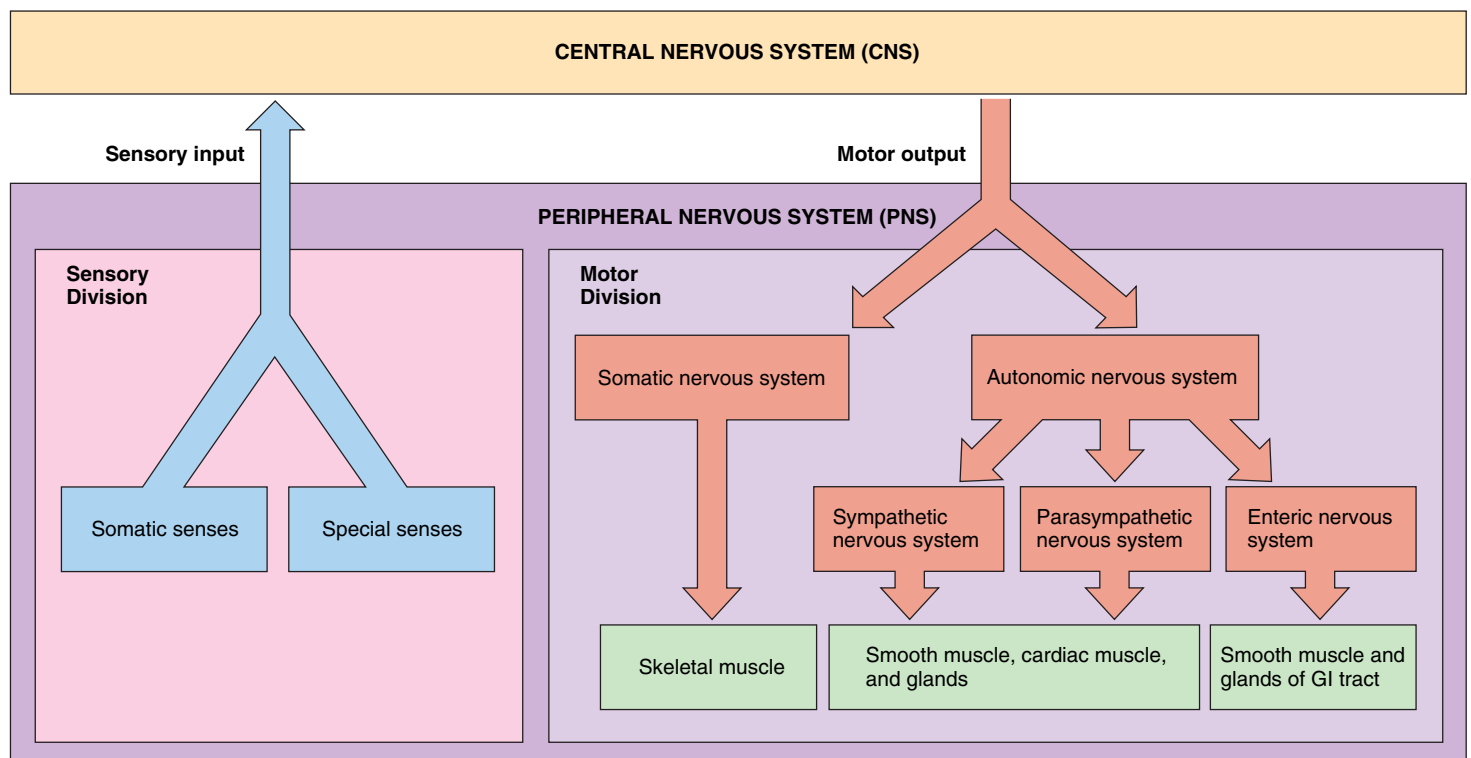 CENTRAL NERVOUS SYSTEM (CNS)
Sensory input
Motor output
PERIPHERAL NERVOUS SYSTEM (PNS)
Sensory
Division
Motor
Division
Somatic nervous system
Autonomic nervous system
Somatic senses
Special senses
Sympathetic
nervous system
Parasympathetic
nervous system
Enteric nervous
system
Skeletal muscle
Smooth muscle, cardiac muscle,
and glands
Smooth muscle and
glands of GI tract